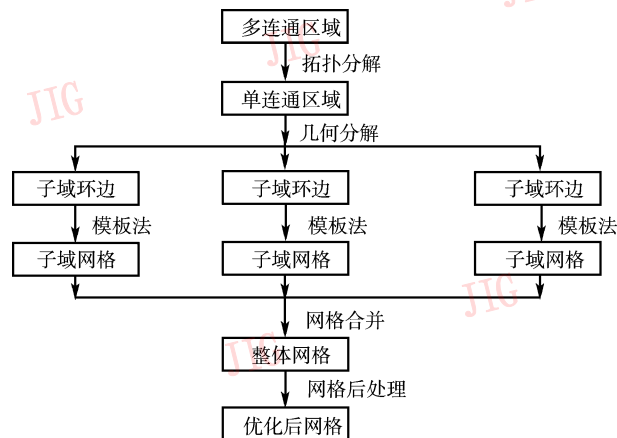 多连通区域
拓扑分解
单连通区域
几何分解
子域环边 子域环边 子域环边
模板法 模板法 模板法
子域网格 子域网格 子域网格
网格合并
整体网格
网格后处理
优化后网格
JIG
JIG
JIG
JIG